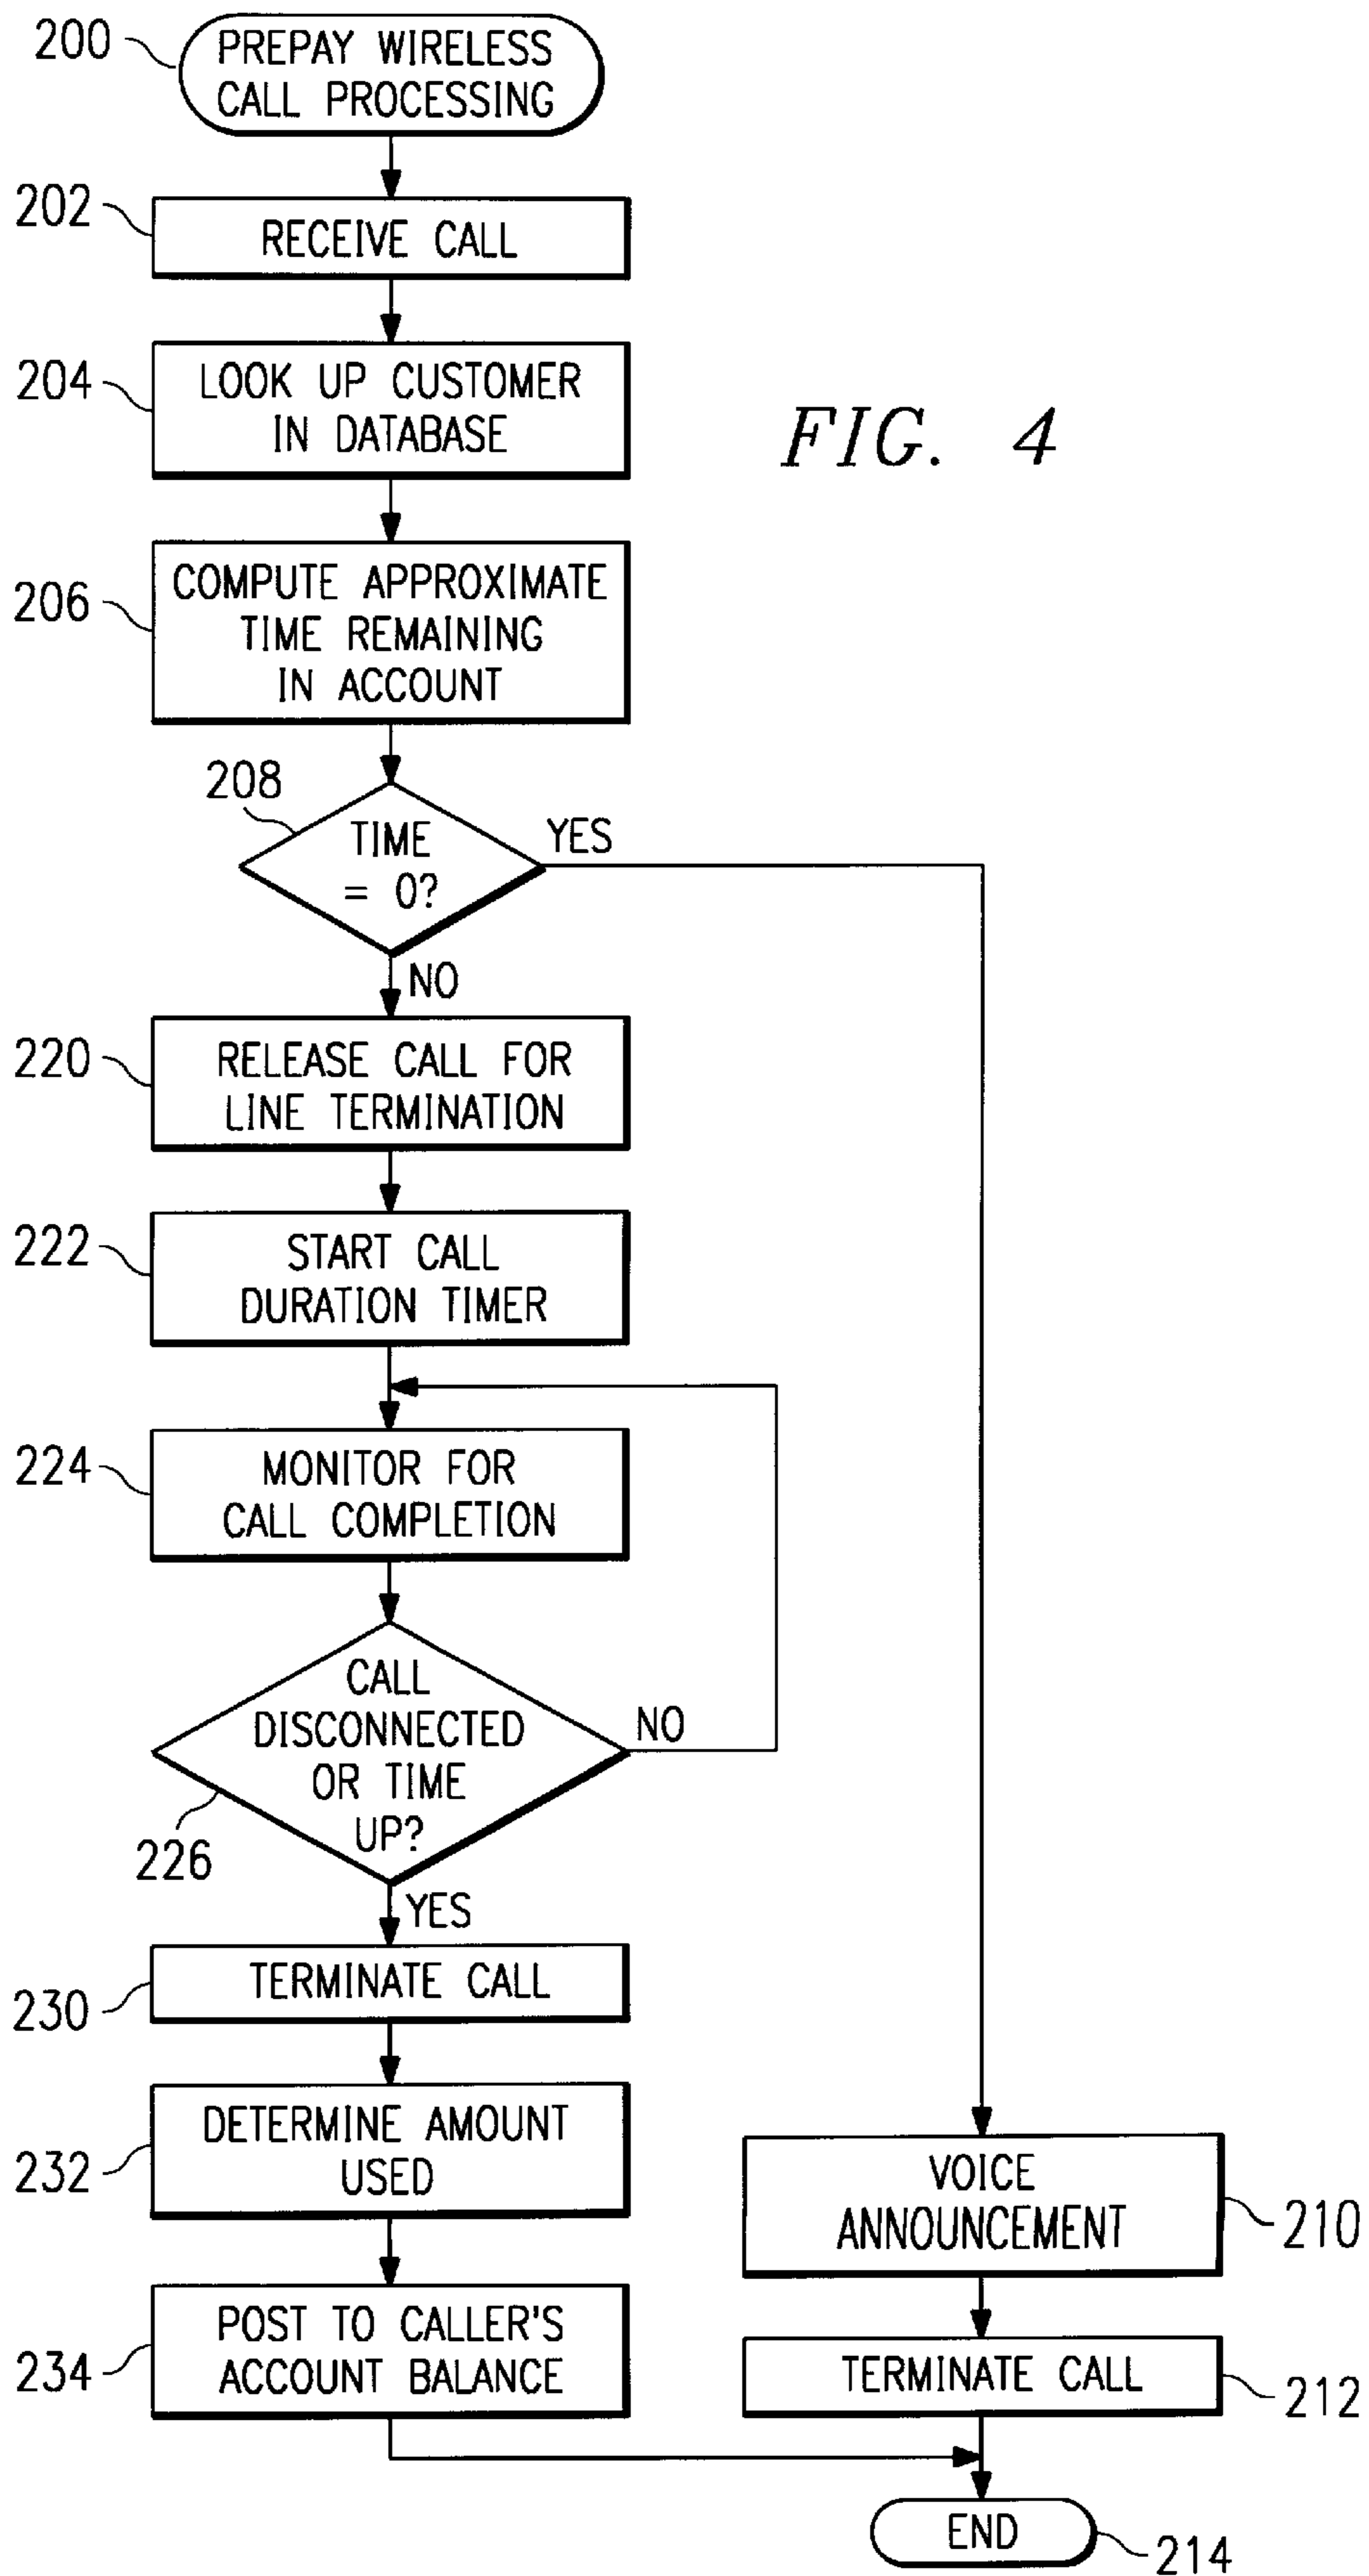 200
PREPAY WIRELESS
CALL PROCESSING
202
RECEIVE CALL
204
LOOK UP CUSTOMER
IN DATABASE
FIG. 4
206
COMPUTE APPROXIMATE
TIME REMAINING
IN ACCOUNT
208
TIME
= 0?
YES
NO
220
RELEASE CALL FOR
LINE TERMINATION
222
START CALL
DURATION TIMER
224
MONITOR FOR
CALL COMPLETION
CALL
DISCONNECTED
OR TIME
UP?
NO
226
YES
TERMINATE CALL
230
DETERMINE AMOUNT
USED
232
VOICE
ANNOUNCEMENT
210
POST TO CALLER'S
ACCOUNT BALANCE
234
TERMINATE CALL
212
END
214